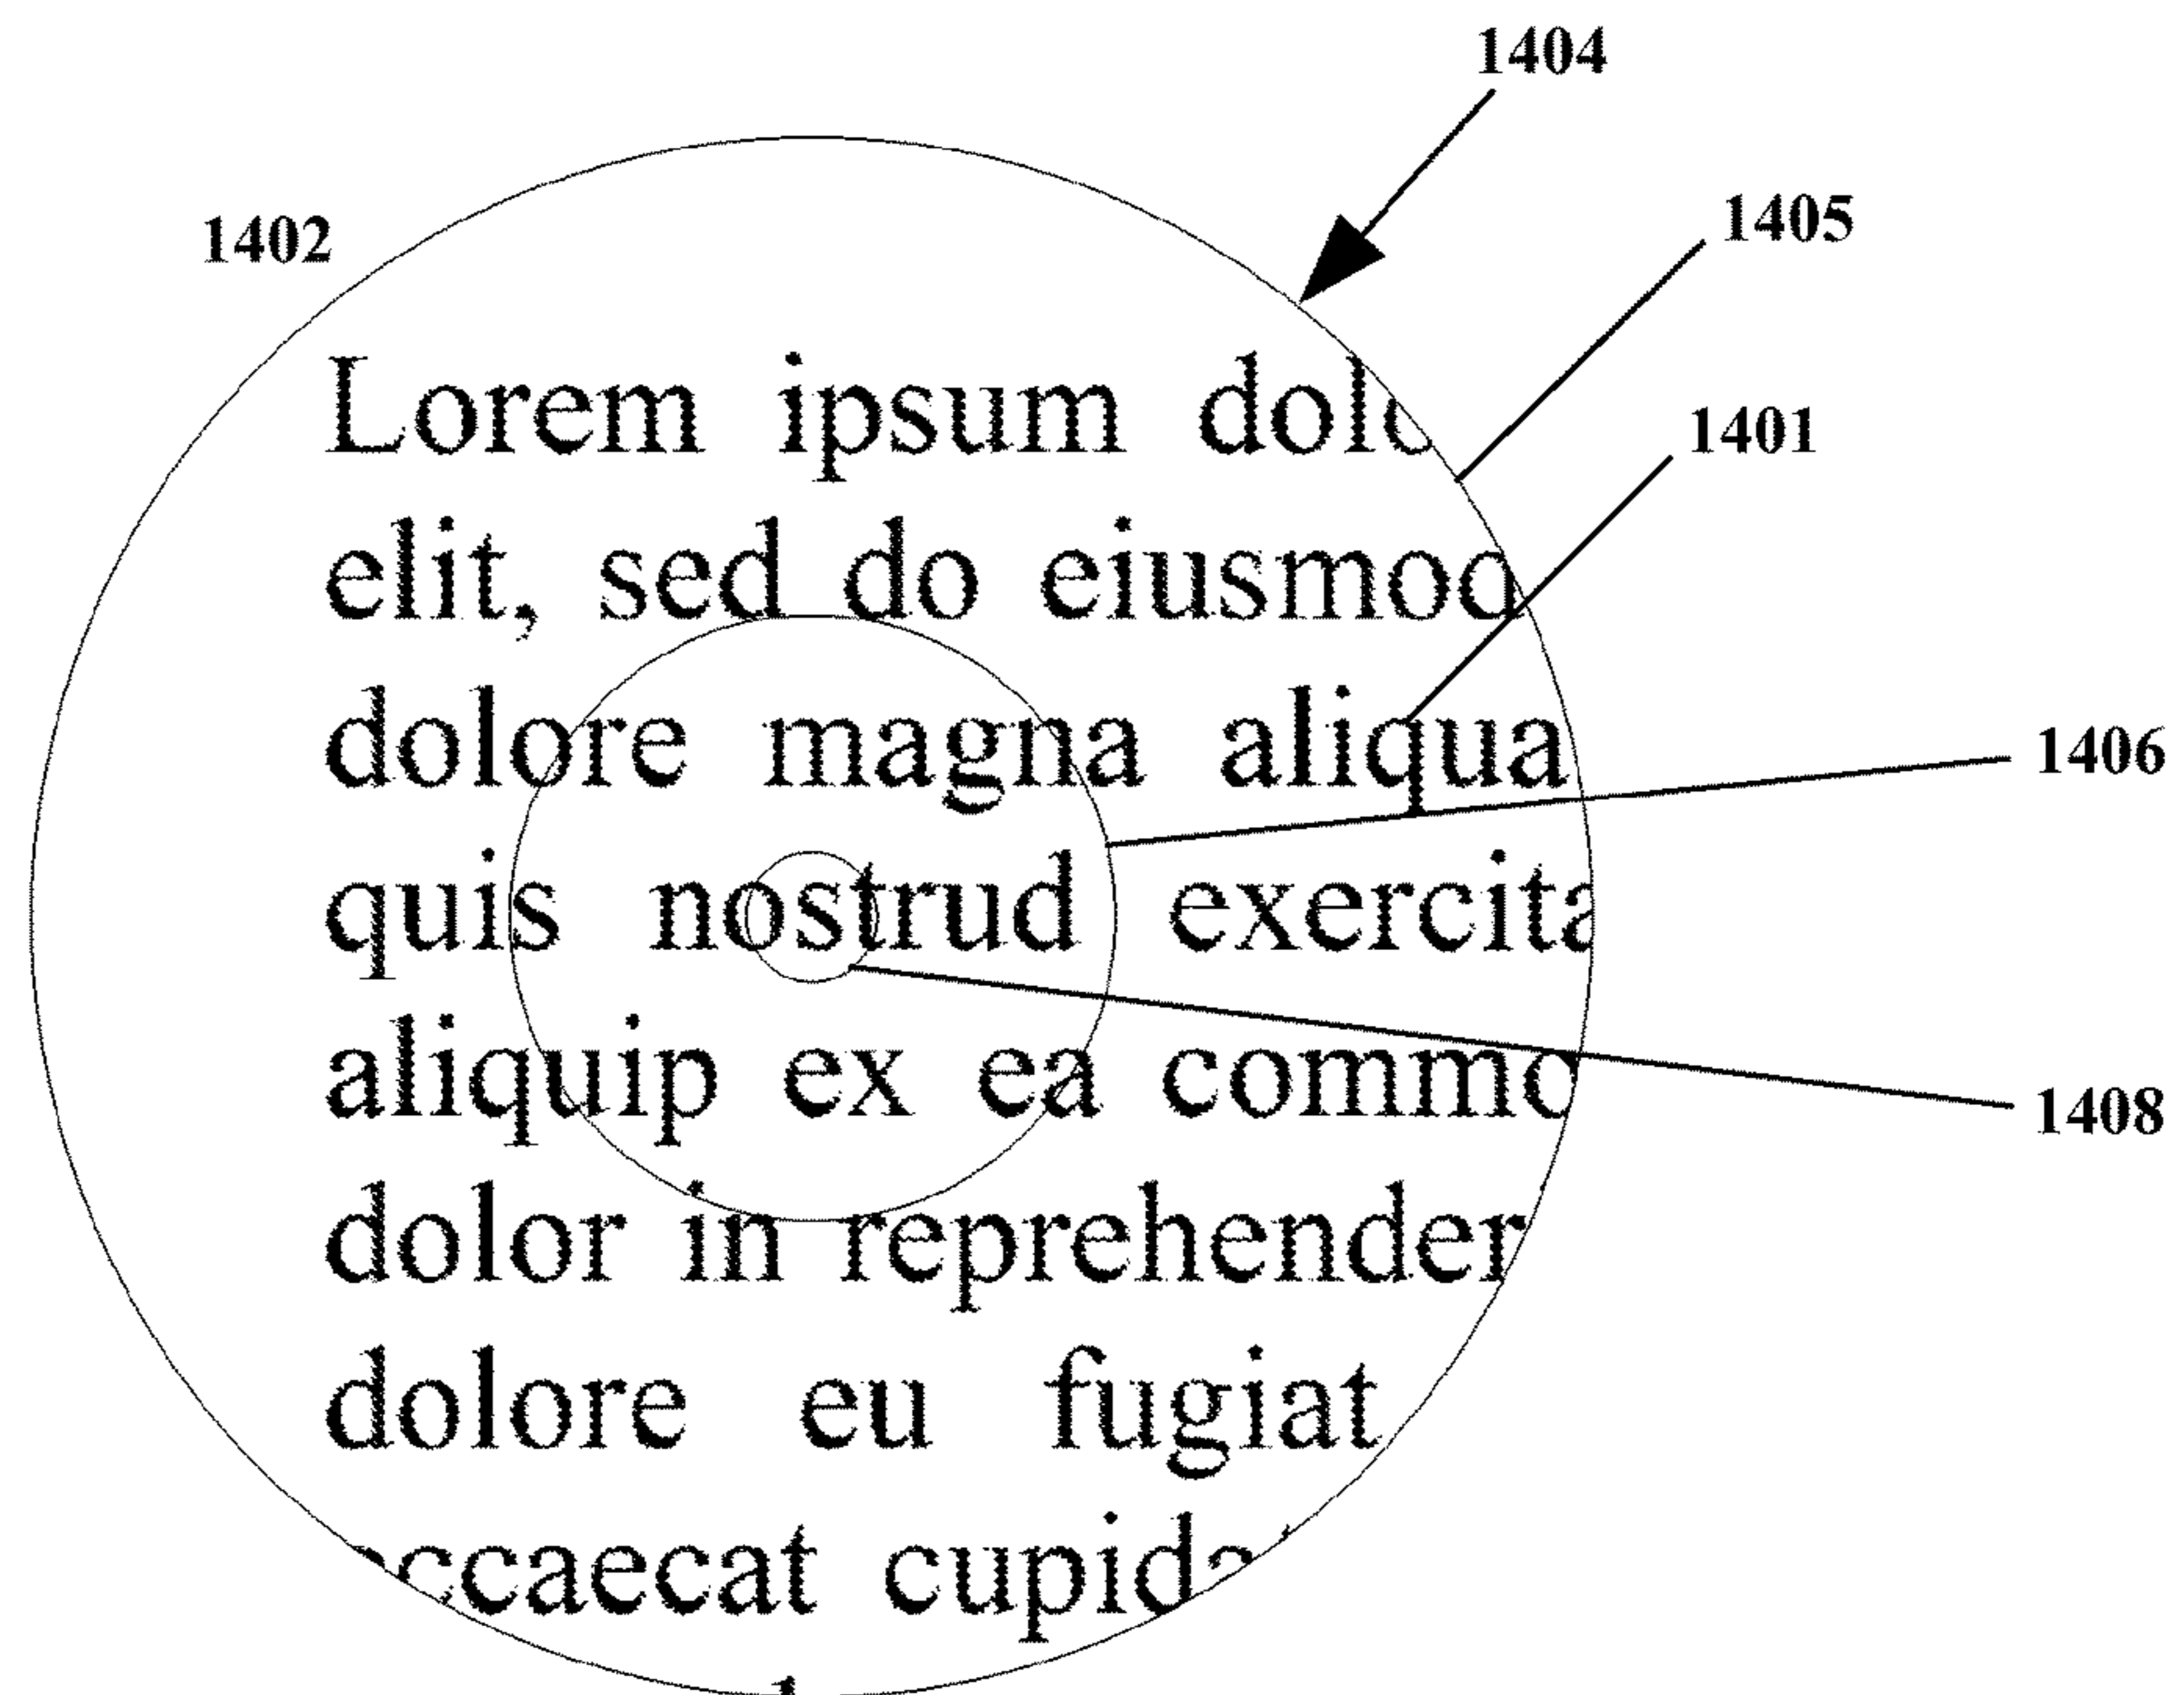 1404
1405
1402
Lorem ipsum dolo
1401
elit, sed do eiusmod
dolore magna aliqua
1406
quis nostrud exercita
aliquip ex ea commo
1408
dolor in reprehender
dolore eu fugiat
ccaecat cupida